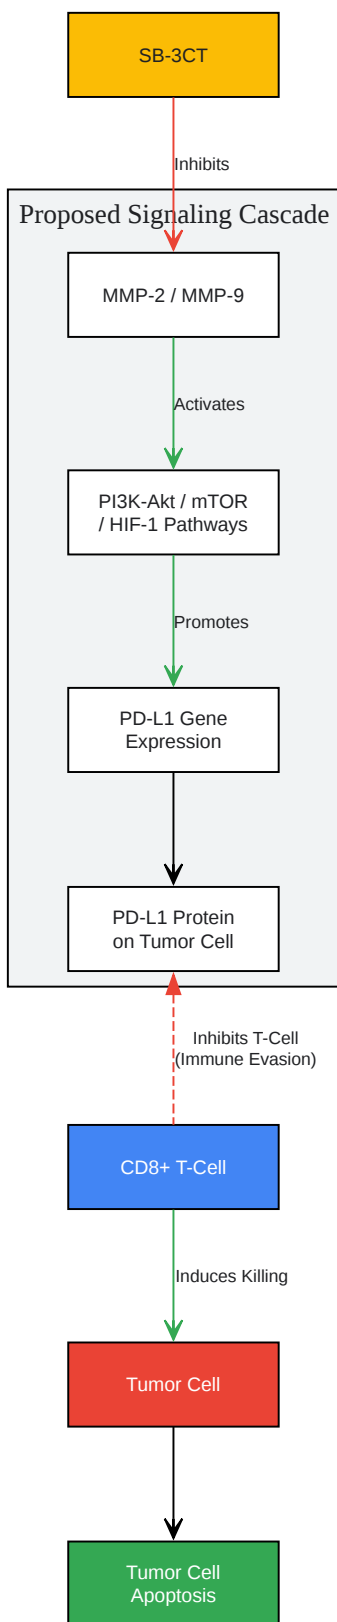 SB-3CT
Inhibits
Proposed Signaling Cascade
MMP-2 / MMP-9
Activates
PI3K-Akt / mTOR
/ HIF-1 Pathways
Promotes
PD-L1 Gene
Expression
PD-L1 Protein
on Tumor Cell
Inhibits T-Cell
(Immune Evasion)
CD8+ T-Cell
Induces Killing
Tumor Cell
Tumor Cell
Apoptosis